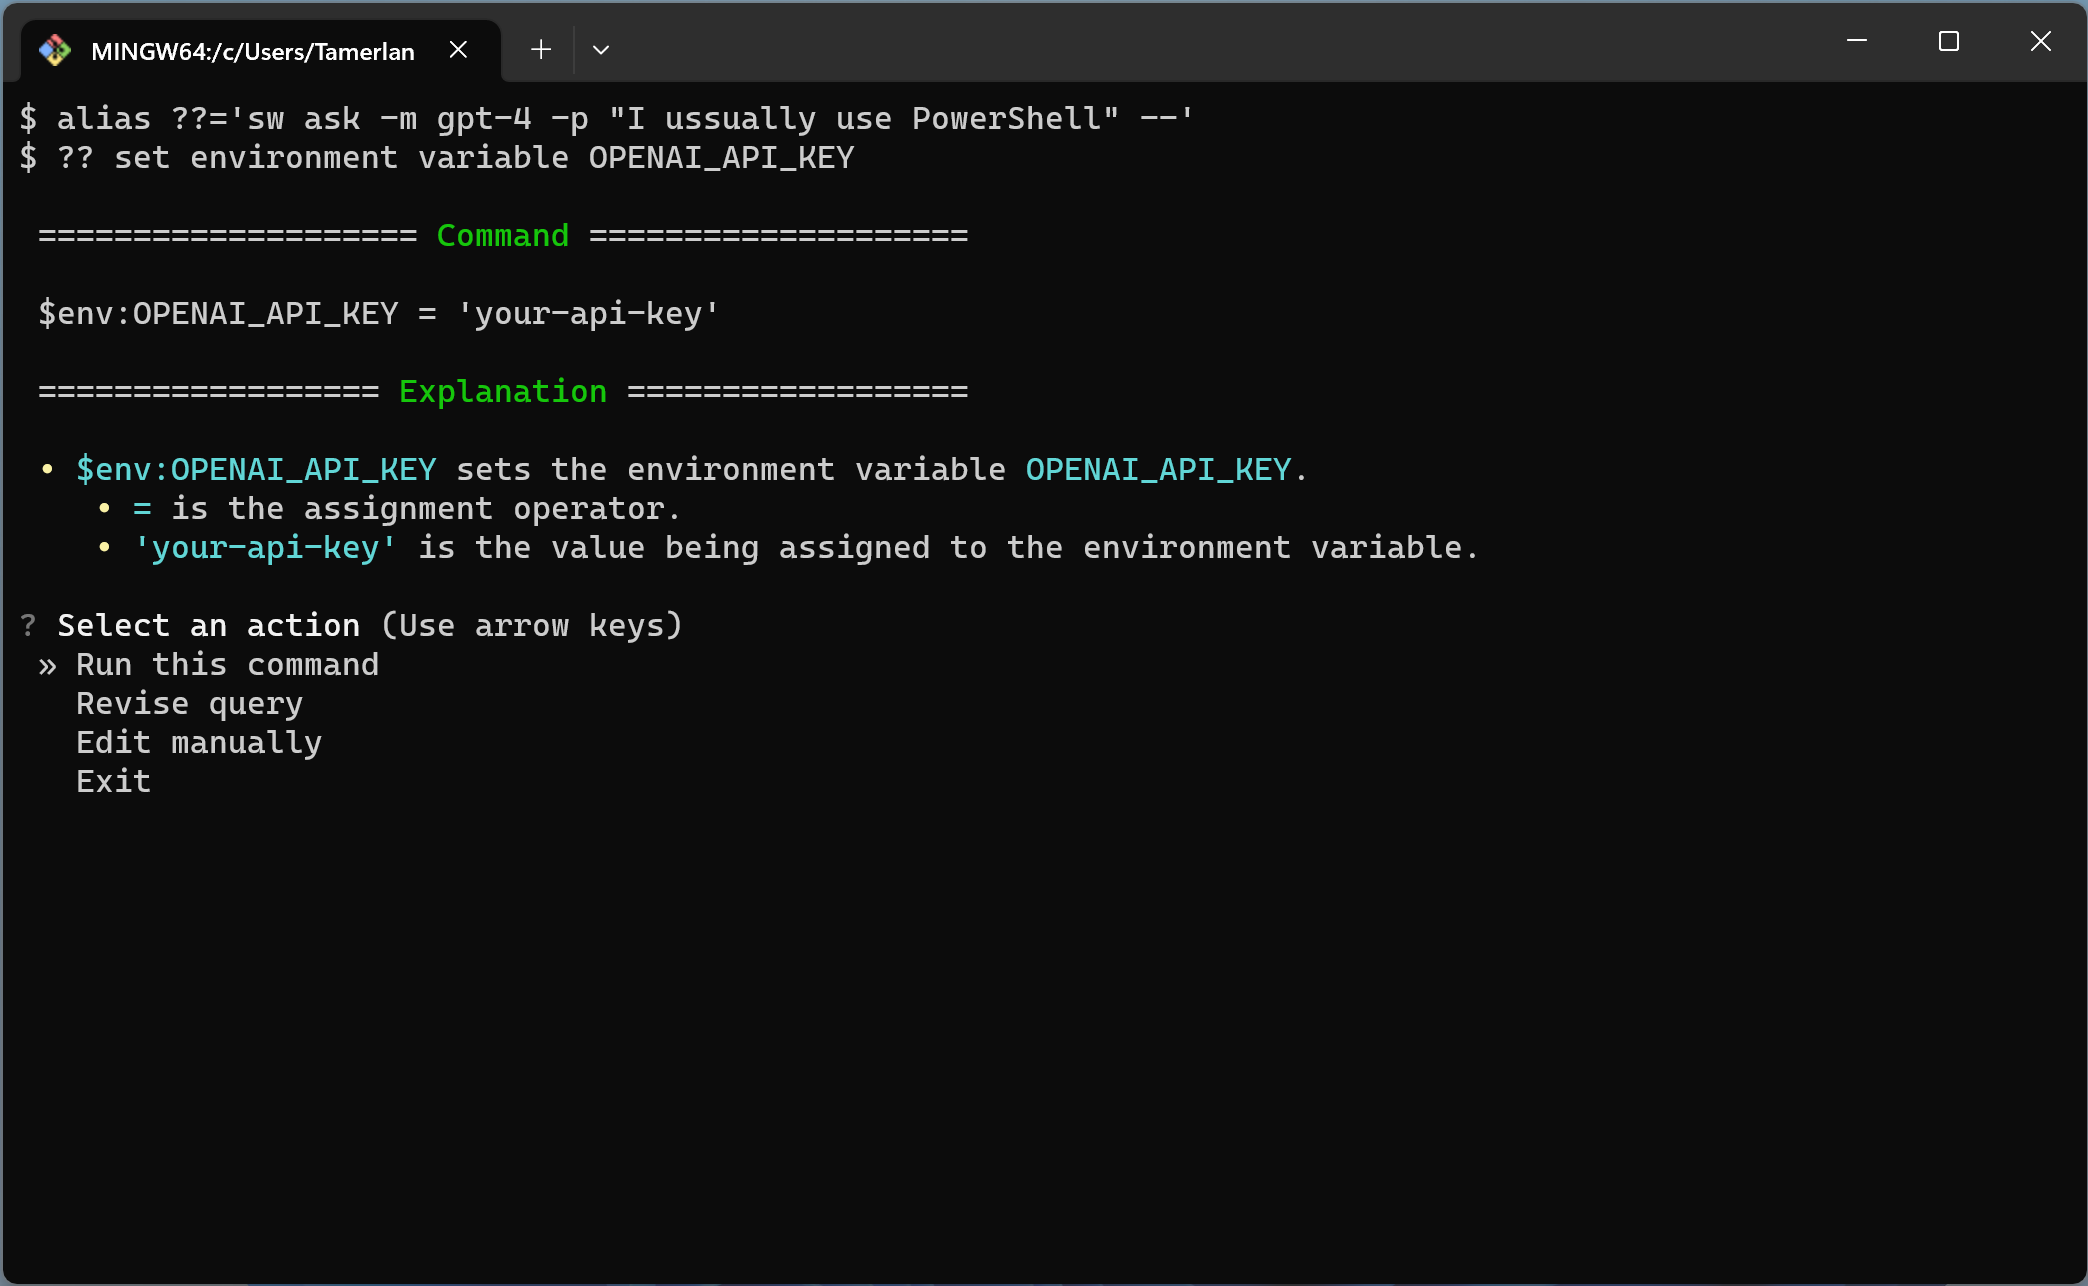 MINGW64:/c/Users/Tamerlan
$ alias ??='sw ask -m gpt-4 -p "I ussually use PowerShell" --'
$ ?? set environment variable OPENAI_API_KEY
==================== Command ====================
$env:OPENAI_API_KEY = 'your-api-key'
================== Explanation ==================
• $env:OPENAI_API_KEY sets the environment variable OPENAI_API_KEY.
• = is the assignment operator.
• 'your-api-key' is the value being assigned to the environment variable.
? Select an action (Use arrow keys)
» Run this command
Revise query
Edit manually
Exit